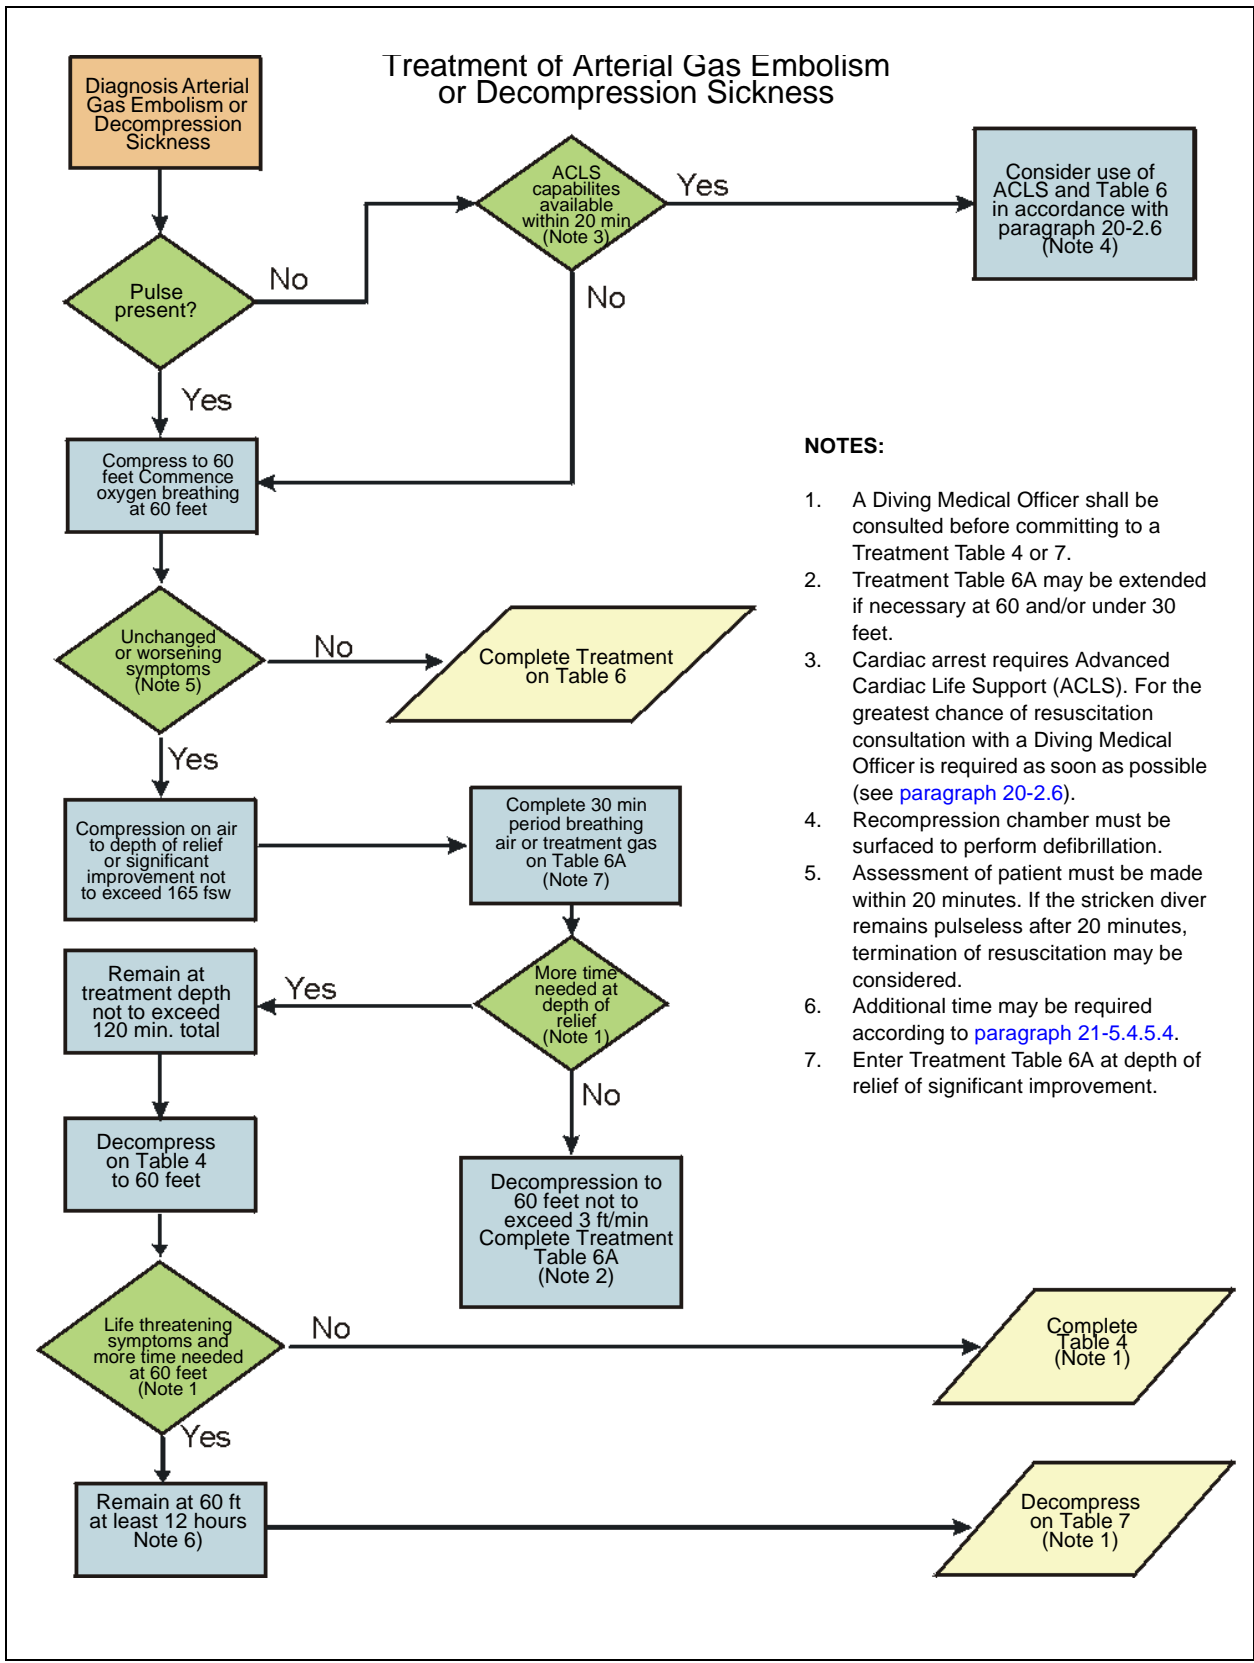 Treatment of Arterial Gas Embolism
or Decompression Sickness
Diagnosis Arterial
Gas Embolism or
Decompression
Sickness
ACLS
capabilites
available
within 20 min
(Note 3)
Yes
Consider use of
ACLS and Table 6
in accordance with
paragraph 20-2.6
(Note 4)
No
Pulse
present?
No
Yes
Compress to 60
feet Commence
oxygen breathing
at 60 feet
Unchanged
or worsening
symptoms
(Note 5)
No
Complete Treatment
on Table 6
Yes
Compression on air
to depth of relief
or significant
improvement not
to exceed 165 fsw
Complete 30 min
period breathing
air or treatment gas
on Table 6A
(Note 7)
More time
needed at
depth of
relief
(Note 1)
Yes
Remain at
treatment depth
not to exceed
120 min. total
No
Decompress
on Table 4
to 60 feet
Decompression to
60 feet not to
exceed 3 ft/min
Complete Treatment
Table 6A
(Note 2)
Life threatening
symptoms and
more time needed
at 60 feet
(Note 1
No
Complete
Table 4
(Note 1)
Yes
Remain at 60 ft
at least 12 hours
Note 6)
Decompress
on Table 7
(Note 1)
NOTES:
1. A Diving Medical Officer shall be
consulted before committing to a
Treatment Table 4 or 7.
2. Treatment Table 6A may be extended
if necessary at 60 and/or under 30
feet.
3. Cardiac arrest requires Advanced
Cardiac Life Support (ACLS). For the
greatest chance of resuscitation
consultation with a Diving Medical
Officer is required as soon as possible
(see paragraph 20-2.6).
4. Recompression chamber must be
surfaced to perform defibrillation.
5. Assessment of patient must be made
within 20 minutes. If the stricken diver
remains pulseless after 20 minutes,
termination of resuscitation may be
considered.
6. Additional time may be required
according to paragraph 21-5.4.5.4.
7. Enter Treatment Table 6A at depth of
relief of significant improvement.